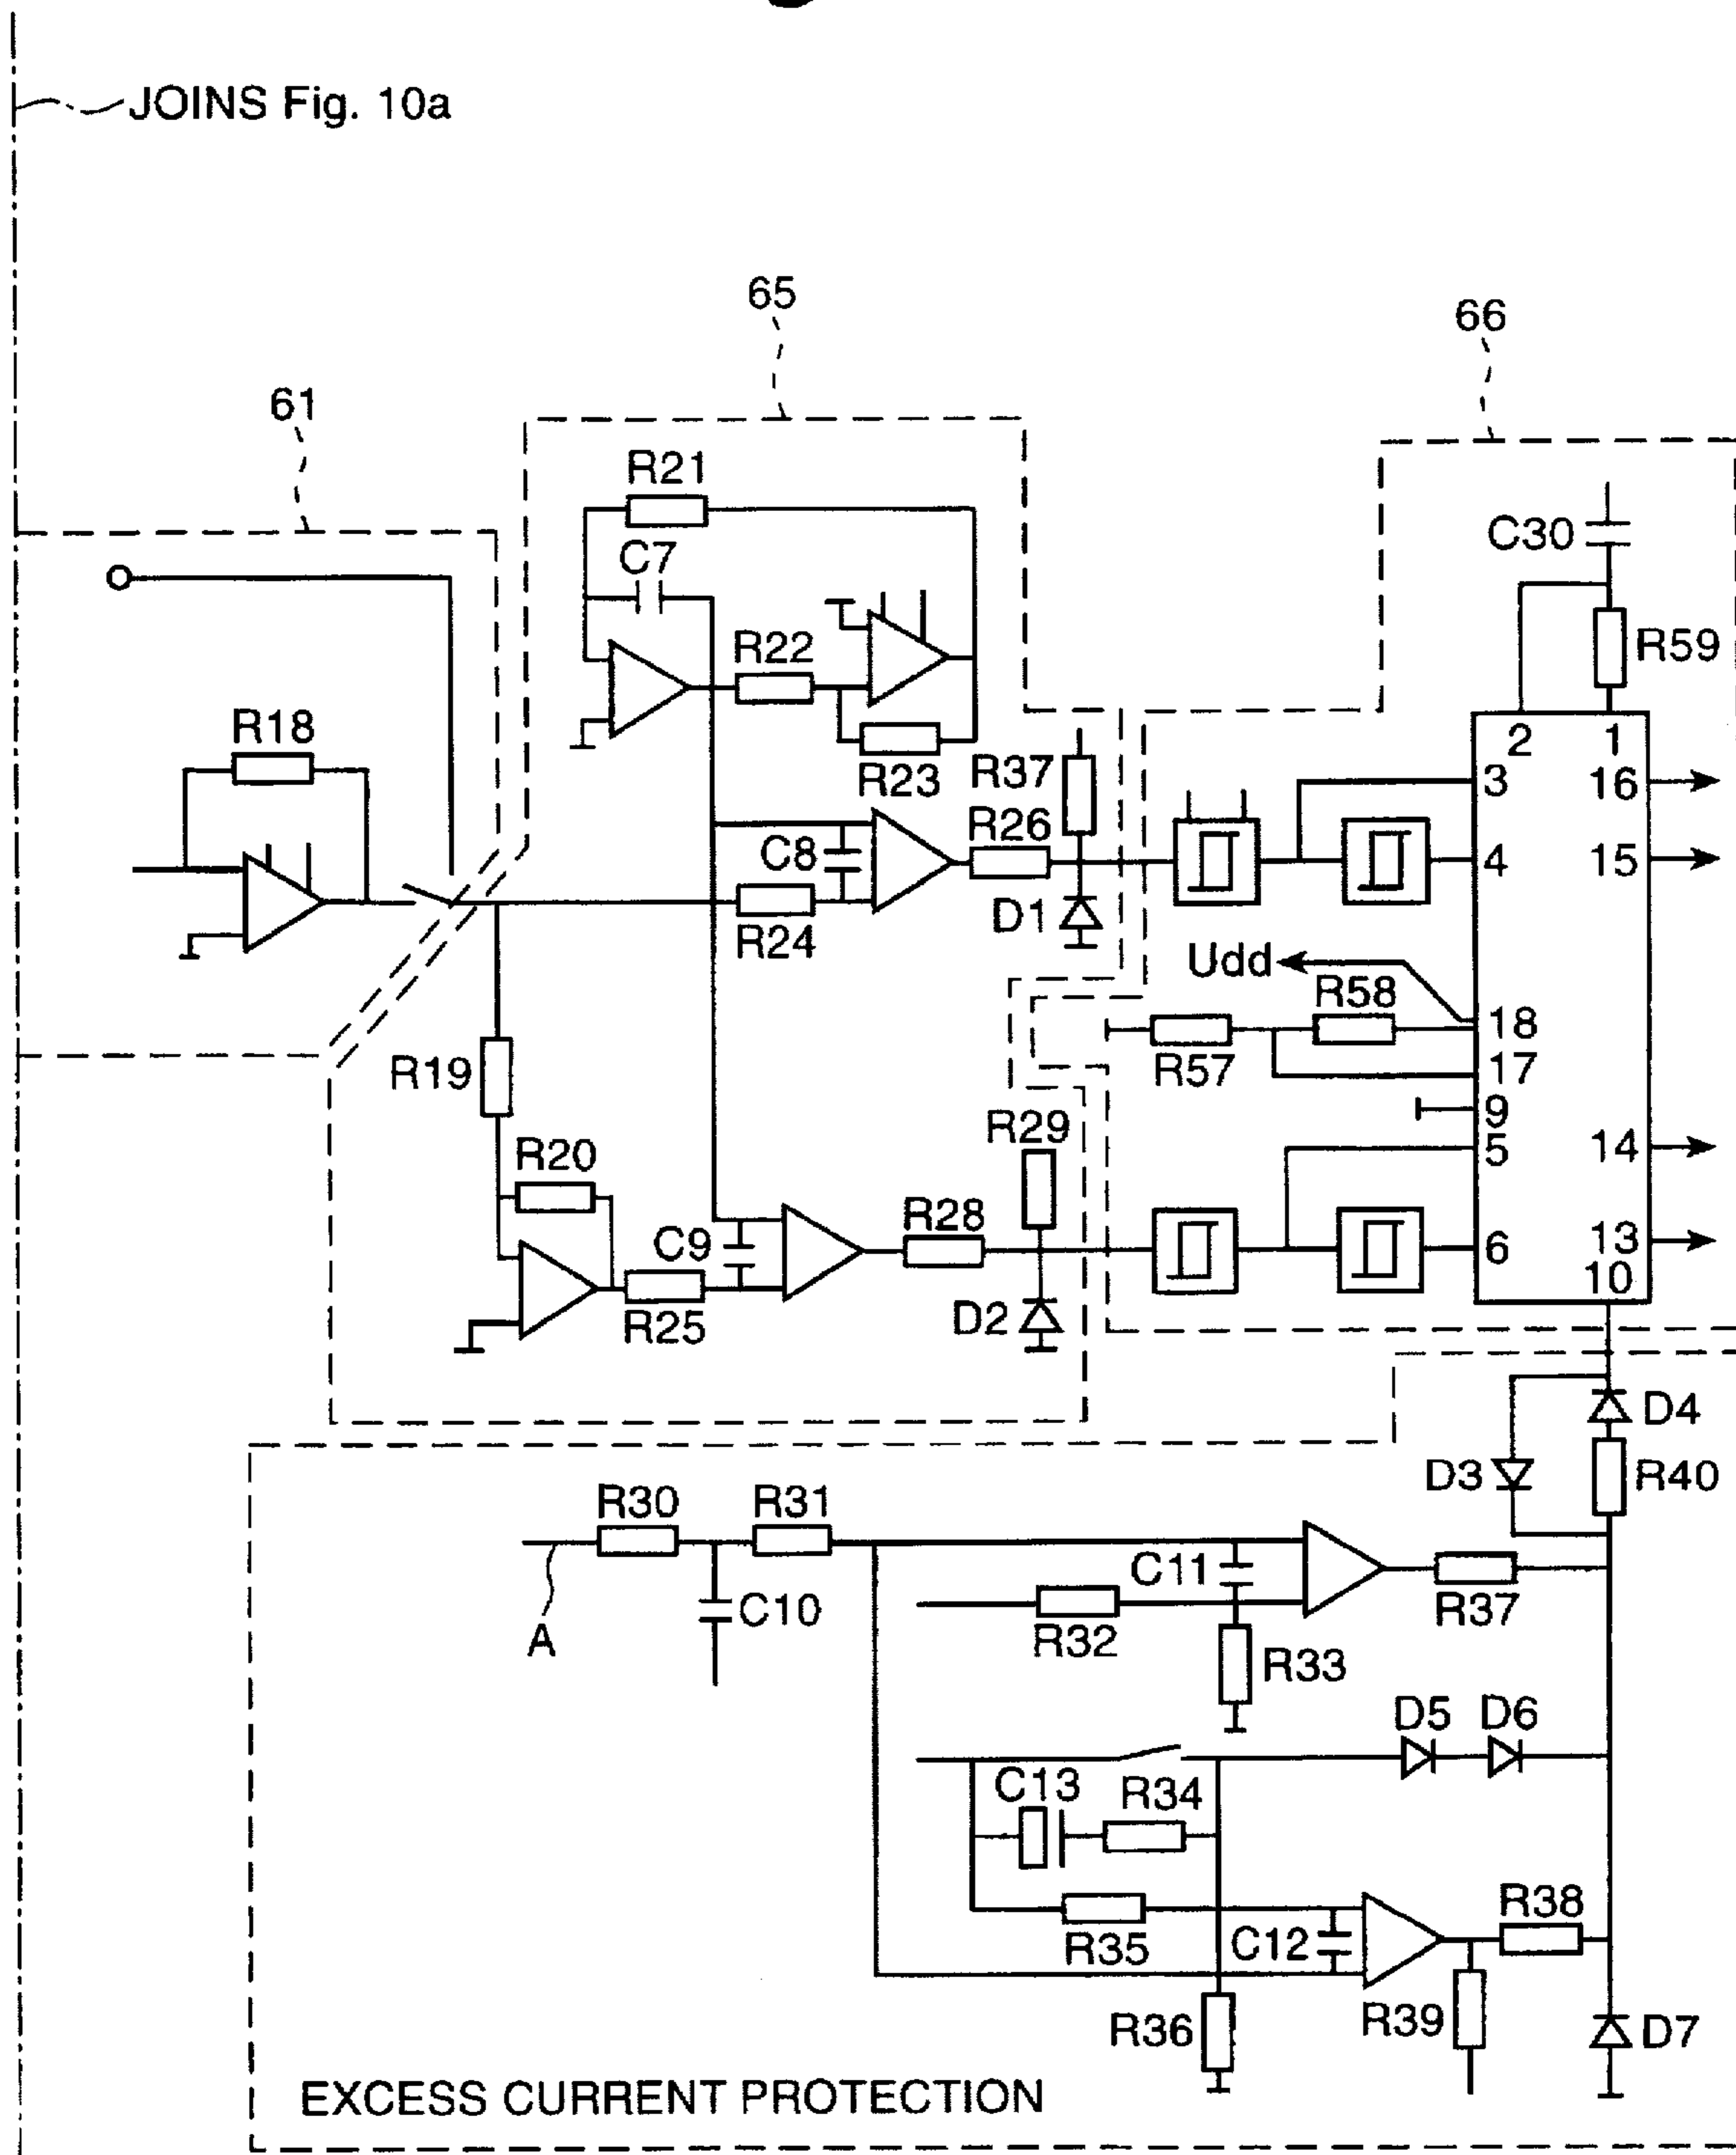 JOINS Fig. 10a
65
66
61
R21
C30
C7
R59
R22
R18
2 1
R37
3 16
R23
R26
C8
4 15
D1
R24
Udd
R58
18
R19
R57
17
9
R29
5 14
R20
R28
C9
6 13
10
R25
D2
D4
D3
R40
R30
R31
C11
C10
R37
A
R32
R33
D5
D6
C13
R34
R38
R35
C12
R36
R39
D7
EXCESS CURRENT PROTECTION